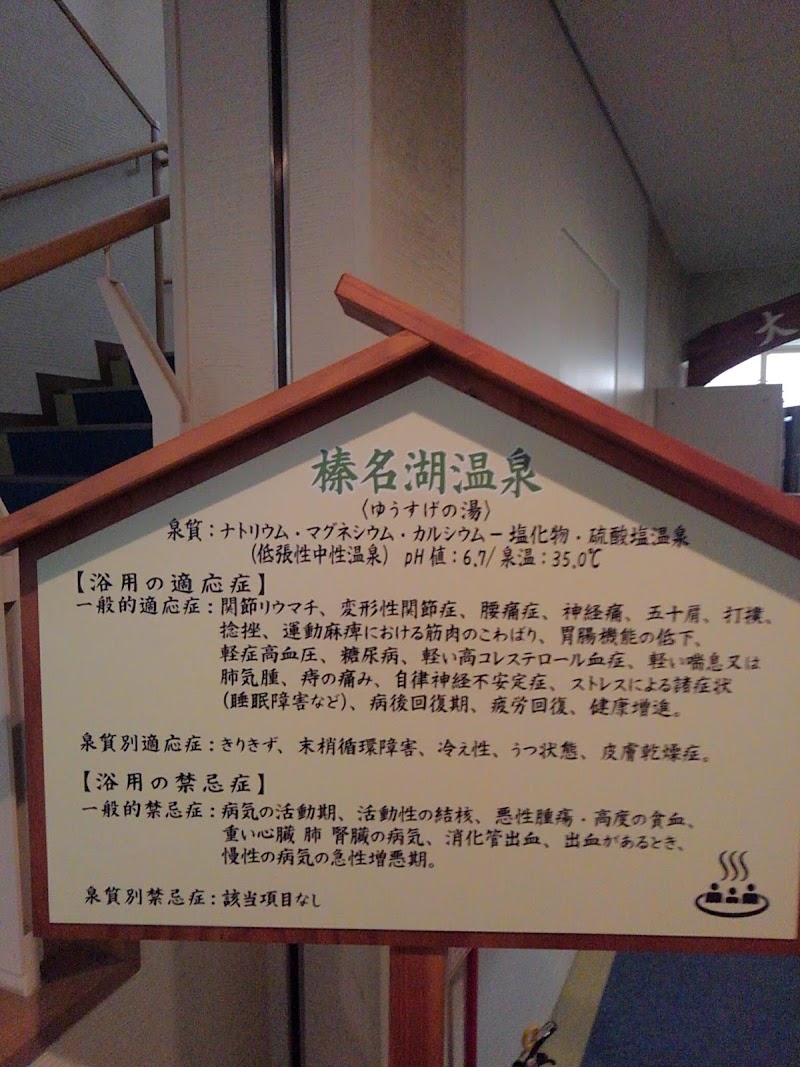 大
榛名湖温泉
〈ゆうすげの湯〉
泉質：ナトリウム・マグネシウム・カルシウムー塩化物・硫酸塩温泉
(低張性中性温泉) pH値：6.7/泉温：35.0℃
【浴用の適応症】
一般的適応症：関節リウマチ、変形性関節症、腰痛症、神経痛、五十肩、打撲、
捻挫、運動麻痺における筋肉のこわばり、胃腸機能の低下、
軽症高血圧、糖尿病、軽い高コレステロール血症、軽い喘息又は
肺気腫、痔の痛み、自律神経不安定症、ストレスによる諸症状
(睡眠障害など)、病後回復期、疲労回復、健康増進。
泉質別適応症：きりきず、末梢循環障害、冷え性、うつ状態、皮膚乾燥症。
【浴用の禁忌症】
一般的禁忌症：病気の活動期、活動性の結核、悪性腫瘍・高度の貧血、
重い心臓 肺 腎臓の病気、消化管出血、出血があるとき、
慢性の病気の急性増悪期。
泉質別禁忌症：該当項目なし